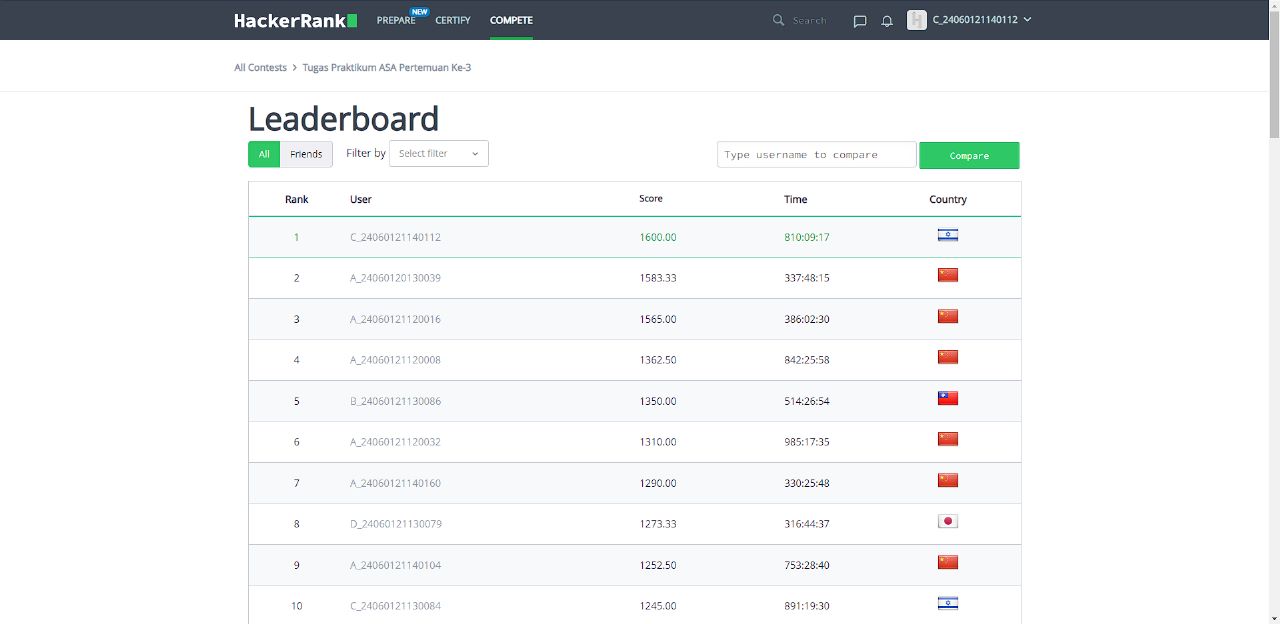 HackerRank PREPARE NEW CERTIFY COMPETE Search C_24060121140112
All Contests > Tugas Praktikum ASA Pertemuan Ke-3
Leaderboard
All Friends Filter by Select filter Type username to compare Compare
Rank User Score Time Country
1 C_24060121140112 1600.00 810:09:17
2 A_24060120130039 1583.33 337:48:15
3 A_24060121120016 1565.00 386:02:30
4 A_24060121120008 1362.50 842:25:58
5 B_24060121130086 1350.00 514:26:54
6 A_24060121120032 1310.00 985:17:35
7 A_24060121140160 1290.00 330:25:48
8 D_24060121130079 1273.33 316:44:37
9 A_24060121140104 1252.50 753:28:40
10 C_24060121130084 1245.00 891:19:30